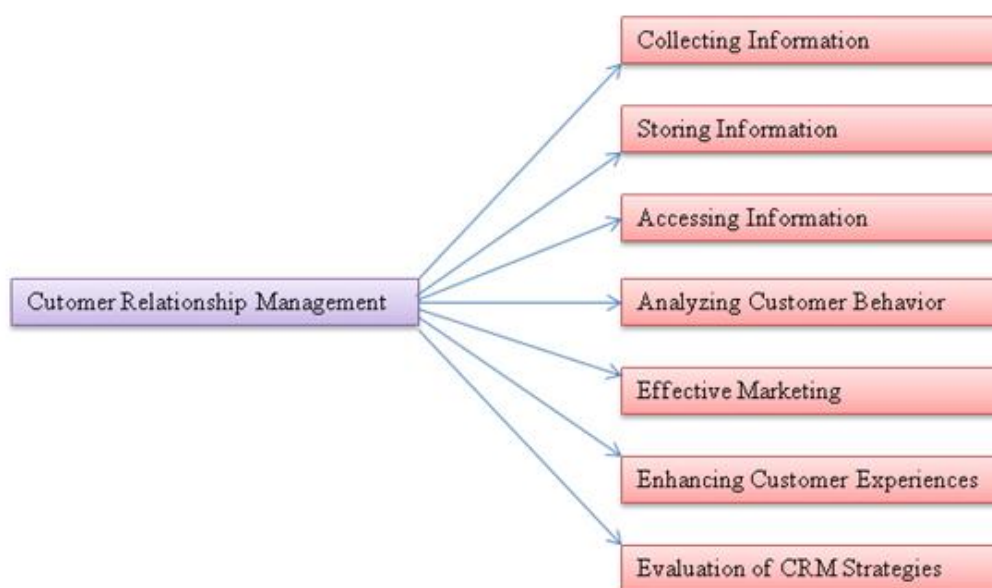 Collecting Information
Storing Information
Accessing Information
Cutomer Relationship Management
Analyzing Customer Behavior
Effective Marketing
Enhancing Customer Experiences
Evaluation of CRM Strategies